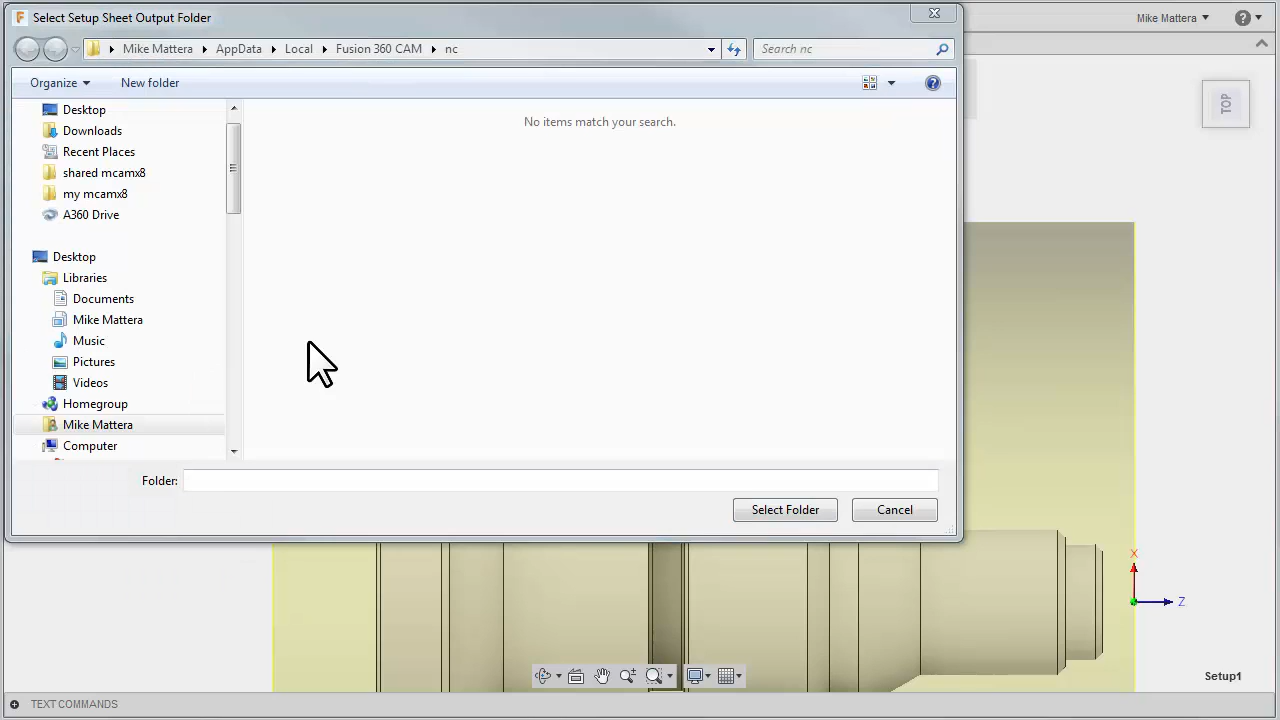 Select Setup Sheet Output Folder
Mike Mattera
Mike Mattera AppData Local Fusion 360 CAM nc
Search nc
Organize New folder
Desktop
Downloads
Recent Places
shared mcamx8
my mcamx8
A360 Drive
Desktop
Libraries
Documents
Mike Mattera
Music
Pictures
Videos
Homegroup
Mike Mattera
Computer
No items match your search.
TOP
Folder:
Select Folder Cancel
X
Z
Setup1
TEXT COMMANDS